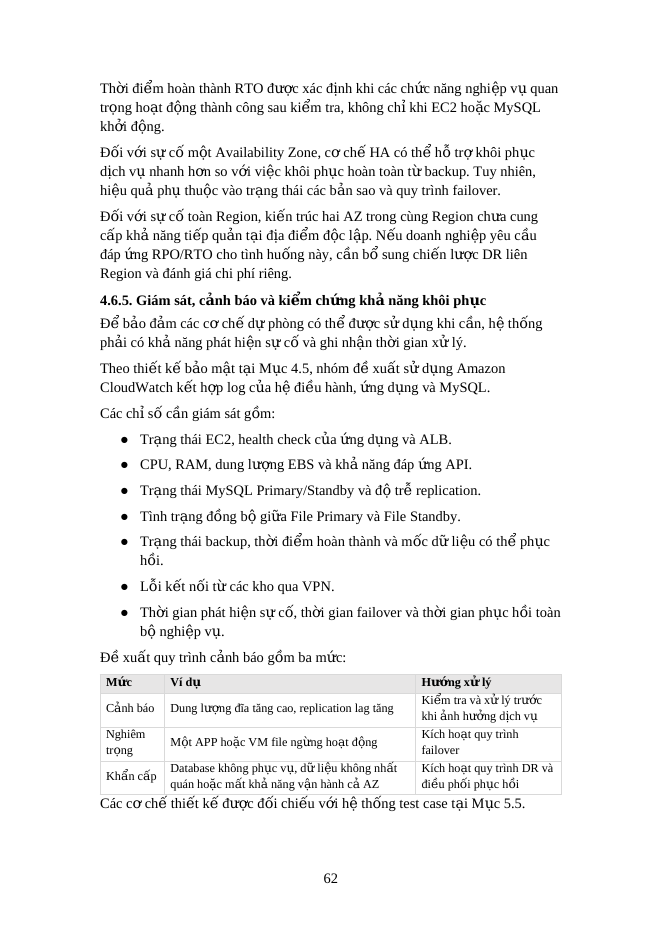 Thời điểm hoàn thành RTO được xác định khi các chức năng nghiệp vụ quan
trọng hoạt động thành công sau kiểm tra, không chỉ khi EC2 hoặc MySQL
khởi động.
Đối với sự cố một Availability Zone, cơ chế HA có thể hỗ trợ khôi phục
dịch vụ nhanh hơn so với việc khôi phục hoàn toàn từ backup. Tuy nhiên,
hiệu quả phụ thuộc vào trạng thái các bản sao và quy trình failover.
Đối với sự cố toàn Region, kiến trúc hai AZ trong cùng Region chưa cung
cấp khả năng tiếp quản tại địa điểm độc lập. Nếu doanh nghiệp yêu cầu
đáp ứng RPO/RTO cho tình huống này, cần bổ sung chiến lược DR liên
Region và đánh giá chi phí riêng.
4.6.5. Giám sát, cảnh báo và kiểm chứng khả năng khôi phục
Để bảo đảm các cơ chế dự phòng có thể được sử dụng khi cần, hệ thống
phải có khả năng phát hiện sự cố và ghi nhận thời gian xử lý.
Theo thiết kế bảo mật tại Mục 4.5, nhóm đề xuất sử dụng Amazon
CloudWatch kết hợp log của hệ điều hành, ứng dụng và MySQL.
Các chỉ số cần giám sát gồm:
● Trạng thái EC2, health check của ứng dụng và ALB.
● CPU, RAM, dung lượng EBS và khả năng đáp ứng API.
● Trạng thái MySQL Primary/Standby và độ trễ replication.
● Tình trạng đồng bộ giữa File Primary và File Standby.
● Trạng thái backup, thời điểm hoàn thành và mốc dữ liệu có thể phục
hồi.
● Lỗi kết nối từ các kho qua VPN.
● Thời gian phát hiện sự cố, thời gian failover và thời gian phục hồi toàn
bộ nghiệp vụ.
Đề xuất quy trình cảnh báo gồm ba mức:
Mức Ví dụ Hướng xử lý
Cảnh báo Dung lượng đĩa tăng cao, replication lag tăng Kiểm tra và xử lý trước
khi ảnh hưởng dịch vụ
Nghiêm
trọng Một APP hoặc VM file ngừng hoạt động Kích hoạt quy trình
failover
Khẩn cấp Database không phục vụ, dữ liệu không nhất
quán hoặc mất khả năng vận hành cả AZ Kích hoạt quy trình DR và
điều phối phục hồi
Các cơ chế thiết kế được đối chiếu với hệ thống test case tại Mục 5.5.
62